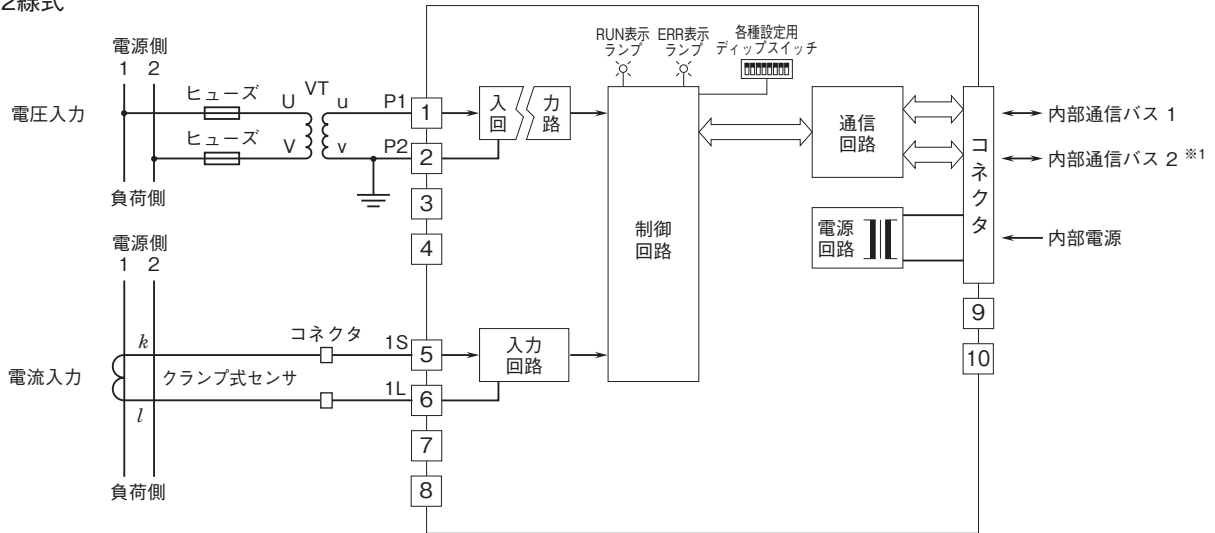 2線式
電源側
1 2
電圧入力
ヒューズ
ヒューズ
U
V
VT
u
v
P1
P2
1
2
3
4
負荷側
電源側
1 2
電流入力
k
l
クランプ式センサ
コネクタ
1S
1L
5
6
7
8
負荷側
入力
回路
入力
回路
RUN表示
ランプ
ERR表示
ランプ
各種設定用
ディップスイッチ
制御
回路
通信
回路
電源
回路
コネクタ
内部通信バス 1
内部通信バス 2 ※1
内部電源
9
10